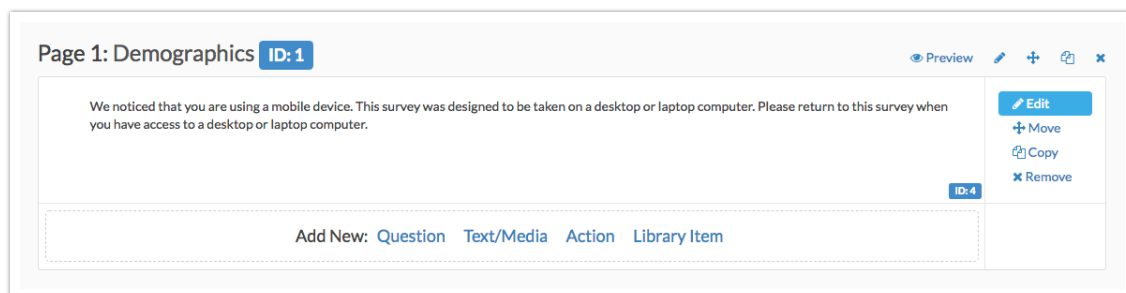 Page 1: Demographics ID: 1
Preview
We noticed that you are using a mobile device. This survey was designed to be taken on a desktop or laptop computer. Please return to this survey when
you have access to a desktop or laptop computer.
Edit
Move
Copy
Remove
ID: 4
Add New: Question Text/Media Action Library Item